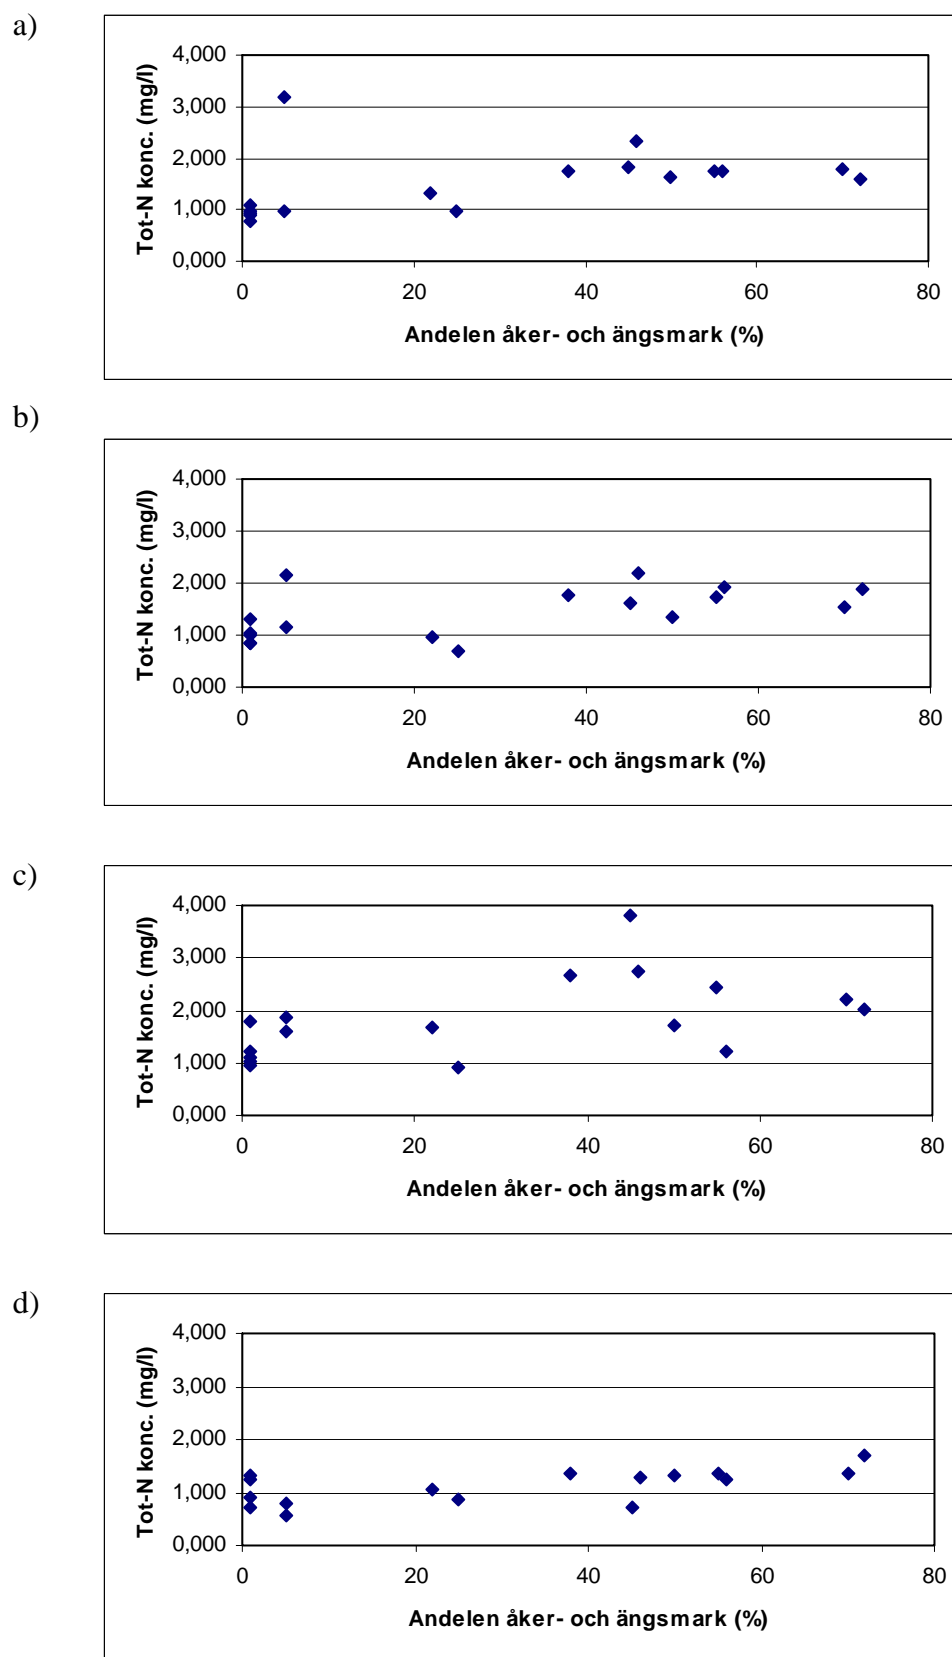 a)
Tot-N konc. (mg/l)
4,000
3,000
2,000
1,000
0,000
0 20 40 60 80
Andelen åker- och ängsmark (%)
b)
Tot-N konc. (mg/l)
4,000
3,000
2,000
1,000
0,000
0 20 40 60 80
Andelen åker- och ängsmark (%)
c)
Tot-N konc. (mg/l)
4,000
3,000
2,000
1,000
0,000
0 20 40 60 80
Andelen åker- och ängsmark (%)
d)
Tot-N konc. (mg/l)
4,000
3,000
2,000
1,000
0,000
0 20 40 60 80
Andelen åker- och ängsmark (%)